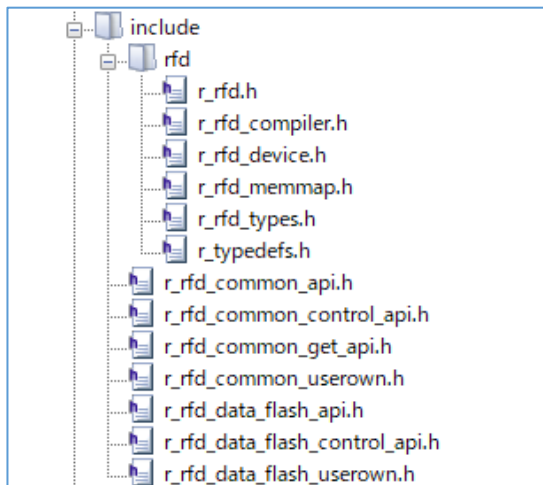 include
rfd
r_rfd.h
r_rfd_compiler.h
r_rfd_device.h
r_rfd_memmap.h
r_rfd_types.h
r_typedefs.h
r_rfd_common_api.h
r_rfd_common_control_api.h
r_rfd_common_get_api.h
r_rfd_common_userown.h
r_rfd_data_flash_api.h
r_rfd_data_flash_control_api.h
r_rfd_data_flash_userown.h